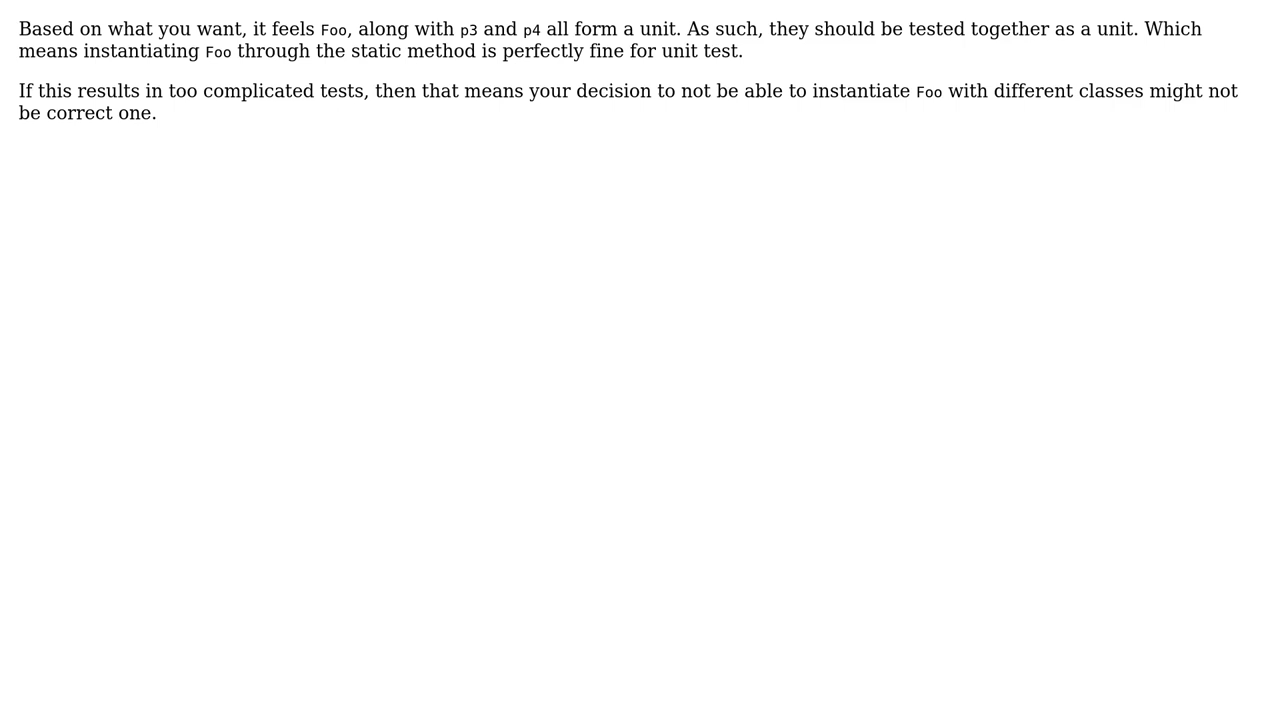 Based on what you want, it feels Foo, along with p3 and p4 all form a unit. As such, they should be tested together as a unit. Which
means instantiating Foo through the static method is perfectly fine for unit test.
If this results in too complicated tests, then that means your decision to not be able to instantiate Foo with different classes might not
be correct one.